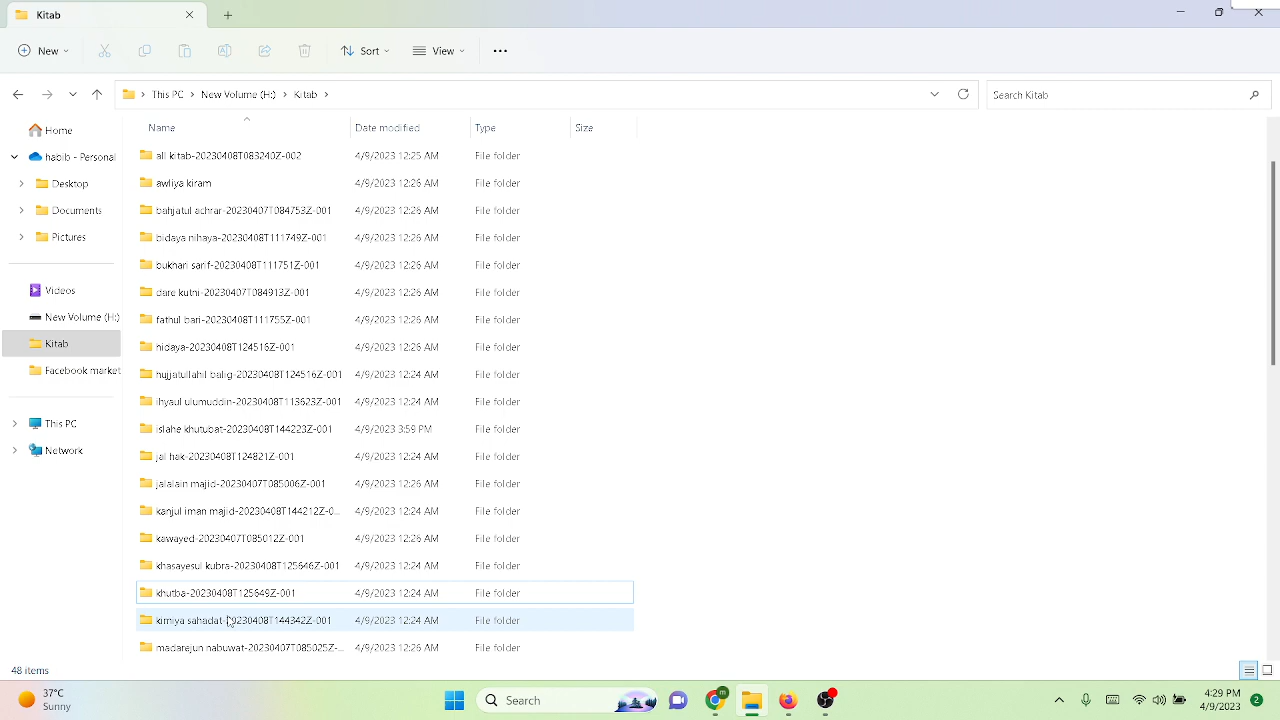 Kitab
New
Sort
View
This PC
New Volume (H:)
Kitab
Search Kitab
Home
habib - Personal
Desktop
Documents
Pictures
Videos
New Volume (H:)
Kitab
Facebook market
This PC
Network
Name Date modified Type Size
all kitab-20230408T083240Z-002 4/9/2023 12:25 AM File folder
awliya kiram 4/9/2023 12:26 AM File folder
bahjatul achrar-20230407T084753Z-001 4/9/2023 12:26 AM File folder
bidaya nihaya-20230408T111749Z-001 4/9/2023 12:26 AM File folder
bukhari sarif-20230408T111751Z-001 4/9/2023 12:26 AM File folder
dare kutni-20230407T084913Z-001 4/9/2023 12:26 AM File folder
fathul bari-20230408T111755Z-001 4/9/2023 12:26 AM File folder
hidaya-20230408T124516Z-001 4/9/2023 12:26 AM File folder
hujjatullahil balig-20230408T124516Z-001 4/9/2023 12:24 AM File folder
ihyaul ulumuddin-20230408T113623Z-001 4/9/2023 12:24 AM File folder
islahe khutubat-20230408T144223Z-001 4/9/2023 3:59 PM File folder
jal hak-20230408T124821Z-001 4/9/2023 12:24 AM File folder
jalalain majid-20230407T085006Z-001 4/9/2023 12:26 AM File folder
kanjul iman majid-20230408T144212Z-0... 4/9/2023 12:24 AM File folder
kawayed-20230407T085012Z-001 4/9/2023 12:26 AM File folder
khasayesul kubra-20230408T125646Z-001 4/9/2023 12:24 AM File folder
khutba-20230408T125648Z-001 4/9/2023 12:24 AM File folder
kimiya sahadat-20230408T144342Z-001 4/9/2023 12:24 AM File folder
madarejun nabuwat-20230407T085025Z-... 4/9/2023 12:26 AM File folder
48 items
37°C
Sunny
Search
4:29 PM
4/9/2023
2